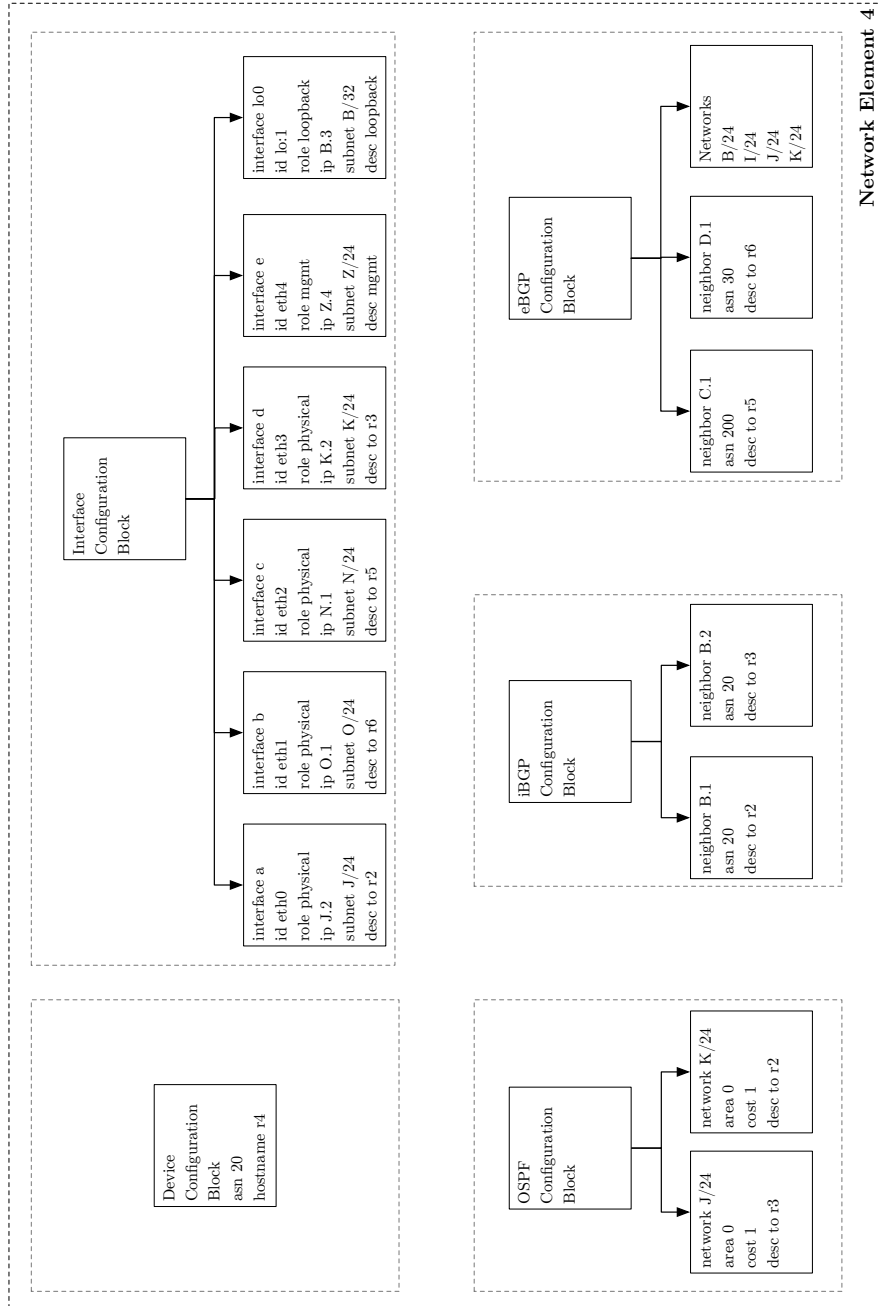 Device
Configuration
Block
asn 20
hostname r4
Interface
Configuration
Block
interface a
id eth0
role physical
ip J.2
subnet J/24
desc to r2
interface b
id eth1
role physical
ip O.1
subnet O/24
desc to r6
interface c
id eth2
role physical
ip N.1
subnet N/24
desc to r5
interface d
id eth3
role physical
ip K.2
subnet K/24
desc to r3
interface e
id eth4
role mgmt
ip Z.4
subnet Z/24
desc mgmt
interface lo0
id lo:1
role loopback
ip B.3
subnet B/32
desc loopback
OSPF
Configuration
Block
network J/24
area 0
cost 1
desc to r3
network K/24
area 0
cost 1
desc to r2
iBGP
Configuration
Block
neighbor B.1
asn 20
desc to r2
neighbor B.2
asn 20
desc to r3
eBGP
Configuration
Block
neighbor C.1
asn 200
desc to r5
neighbor D.1
asn 30
desc to r6
Networks
B/24
I/24
J/24
K/24
Network Element 4